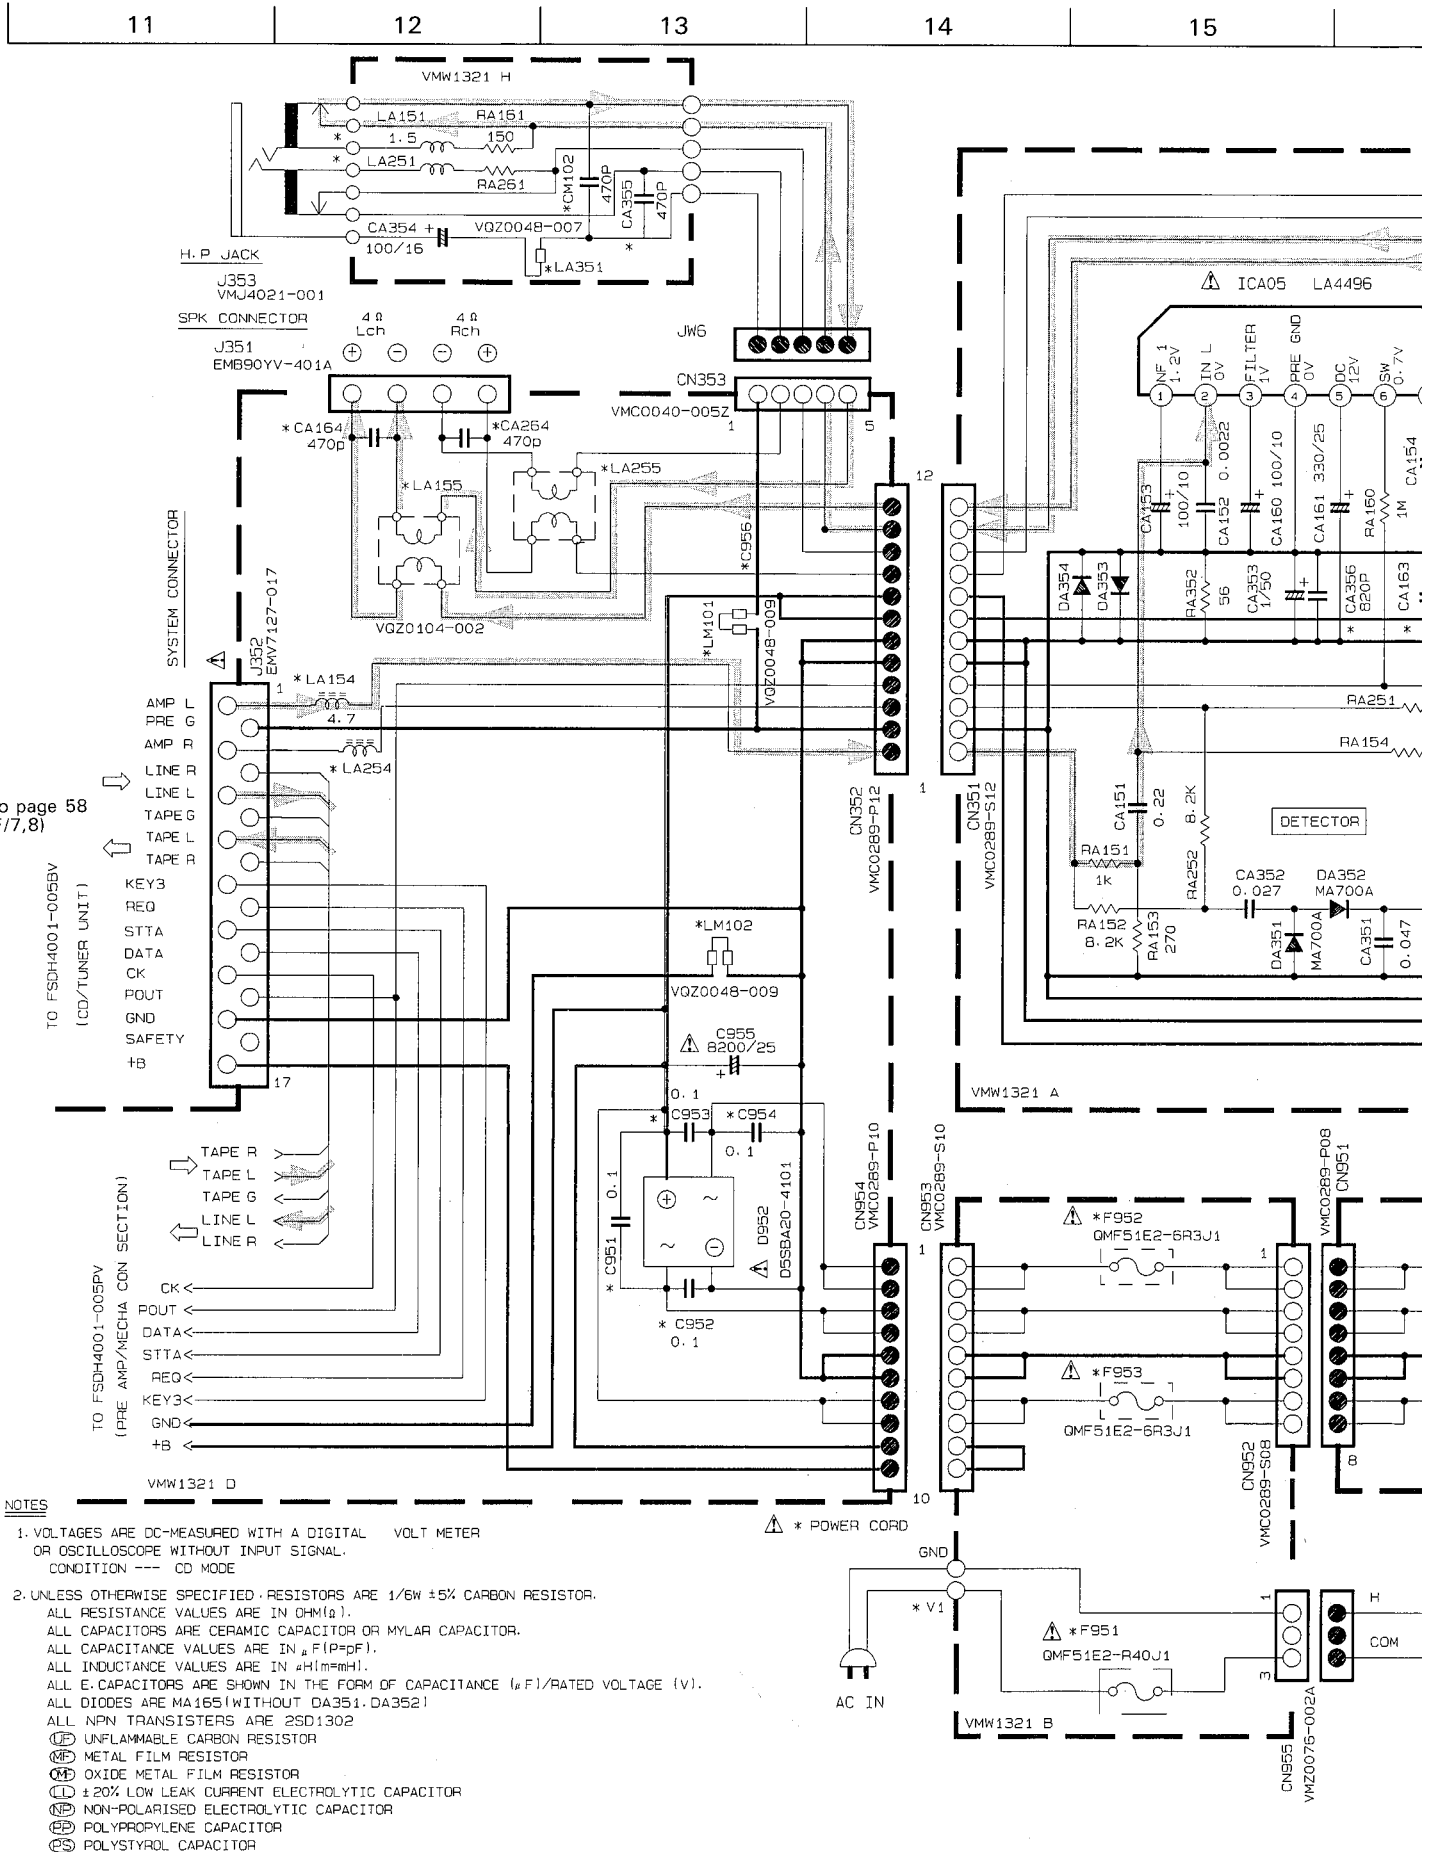 11 12 13 14 15
VMW1321 H
LA151 RA161
* 1.5 150
* LA251
RA261
*CM102
470P
CA355
470P
*
CA354 +
100/16
VQZ0048-007
*LA351
H.P JACK
J353
VMJ4021-001
SPK CONNECTOR
4Ω
Lch
4Ω
Rch
J351
EMB90YV-401A
+ - - +
JW6
CN353
VMC0040-005Z
1 5
*CA164
470p
*CA264
470p
*LA255
*LA155
VQZ0104-002
*C956
*LM101
VQZ0048-009
SYSTEM CONNECTOR
J352
EMV7127-017
1
*LA154
4.7
*LA254
AMP L
PRE G
AMP R
LINE R
LINE L
TAPE G
TAPE L
TAPE R
KEY3
REQ
STTA
DATA
CK
POUT
GND
SAFETY
+B
17
o page 58
F/7,8)
TO FSDH4001-005BV
(CD/TUNER UNIT)
*LM102
VQZ0048-009
C955
8200/25
+
0.1
* C953
*C954
0.1
0.1
* C951
+ ~
~ -
D952
D5SBA20-4101
* C952
0.1
TAPE R
TAPE L
TAPE G
LINE L
LINE R
CK
POUT
DATA
STTA
REQ
KEY3
GND
+B
TO FSDH4001-005PV
(PRE AMP/MECHA CON SECTION)
VMW1321 D
12
1
CN352
VMC0289-P12
CN351
VMC0289-S12
CN954
VMC0289-P10
CN953
VMC0289-S10
1
10
ICA05 LA4496
NF 1
1.2V
IN L
0V
FILTER
1V
PRE GND
0V
DC
12V
SW
0.7V
1 2 3 4 5 6
CA153
100/10
+
CA152 0.0022
CA160 100/10
+
CA161 330/25
+
RA160
1M
CA154
DA354
DA353
RA352
56
CA353
1/50
+
CA356
820P
*
CA163
*
RA251
RA154
CA151
0.22
8.2K
RA252
DETECTOR
RA151
1k
RA152
8.2K
RA153
270
CA352
0.027
DA352
MA700A
DA351
MA700A
CA351
0.047
VMW1321 A
*F952
QMF51E2-6R3J1
*F953
QMF51E2-6R3J1
1
CN952
VMC0289-S08
VMC0289-P08
CN951
8
* POWER CORD
GND
* V1
AC IN
*F951
QMF51E2-R40J1
VMW1321 B
1
3
CN955
VMZ0076-002A
H
COM
NOTES
1. VOLTAGES ARE DC-MEASURED WITH A DIGITAL VOLT METER
OR OSCILLOSCOPE WITHOUT INPUT SIGNAL.
CONDITION --- CD MODE
2. UNLESS OTHERWISE SPECIFIED, RESISTORS ARE 1/6W ±5% CARBON RESISTOR.
ALL RESISTANCE VALUES ARE IN OHM(Ω).
ALL CAPACITORS ARE CERAMIC CAPACITOR OR MYLAR CAPACITOR.
ALL CAPACITANCE VALUES ARE IN μF(P=pF).
ALL INDUCTANCE VALUES ARE IN μH(m=mH).
ALL E.CAPACITORS ARE SHOWN IN THE FORM OF CAPACITANCE (μF)/RATED VOLTAGE (V).
ALL DIODES ARE MA165(WITHOUT DA351.DA352)
ALL NPN TRANSISTERS ARE 2SD1302
UF UNFLAMMABLE CARBON RESISTOR
MF METAL FILM RESISTOR
OMF OXIDE METAL FILM RESISTOR
LL ±20% LOW LEAK CURRENT ELECTROLYTIC CAPACITOR
NP NON-POLARISED ELECTROLYTIC CAPACITOR
PP POLYPROPYLENE CAPACITOR
PS POLYSTYROL CAPACITOR